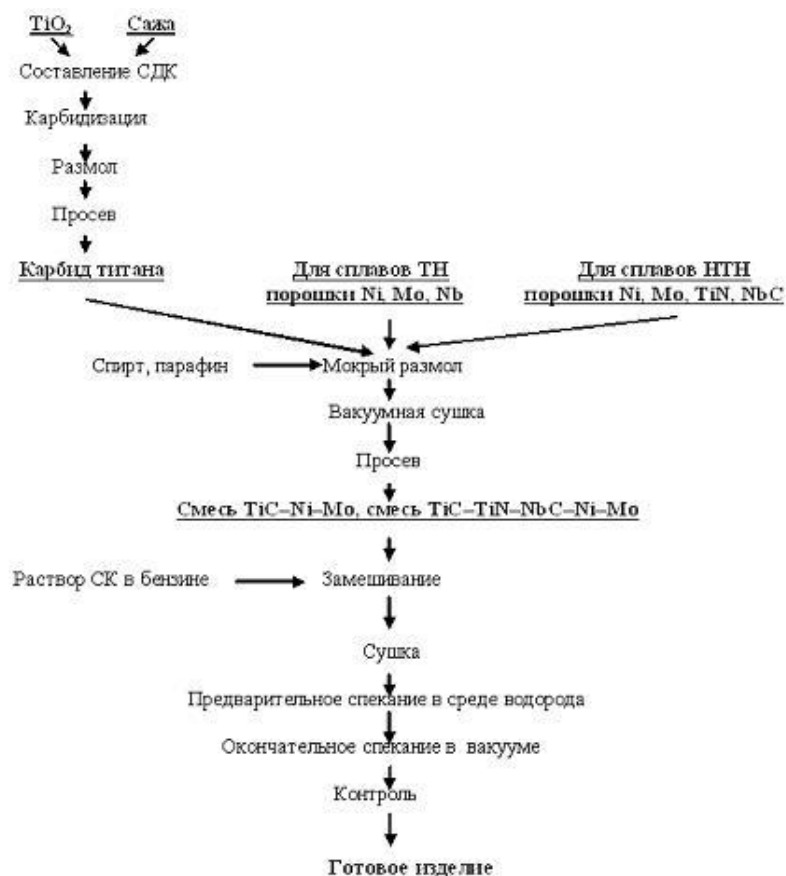 TiO₂ Сажа
Составление СДК
Карбидизация
Размол
Просев
Карбид титана
Для сплавов ТН
порошки Ni, Mo, Nb
Для сплавов НТН
порошки Ni, Mo, TiN, NbC
Спирт, парафин
Мокрый размол
Вакуумная сушка
Просев
Смесь TiC–Ni–Mo, смесь TiC–TiN–NbC–Ni–Mo
Раствор СК в бензине
Замешивание
Сушка
Предварительное спекание в среде водорода
Окончательное спекание в вакууме
Контроль
Готовое изделие